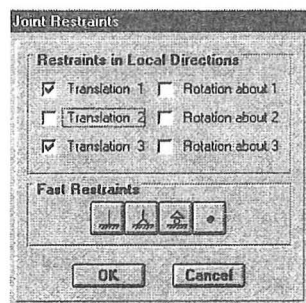 Joint Restraints
Restraints in Local Directions
Translation 1 Rotation about 1
Translation 2 Rotation about 2
Translation 3 Rotation about 3
Fast Restraints
OK Cancel